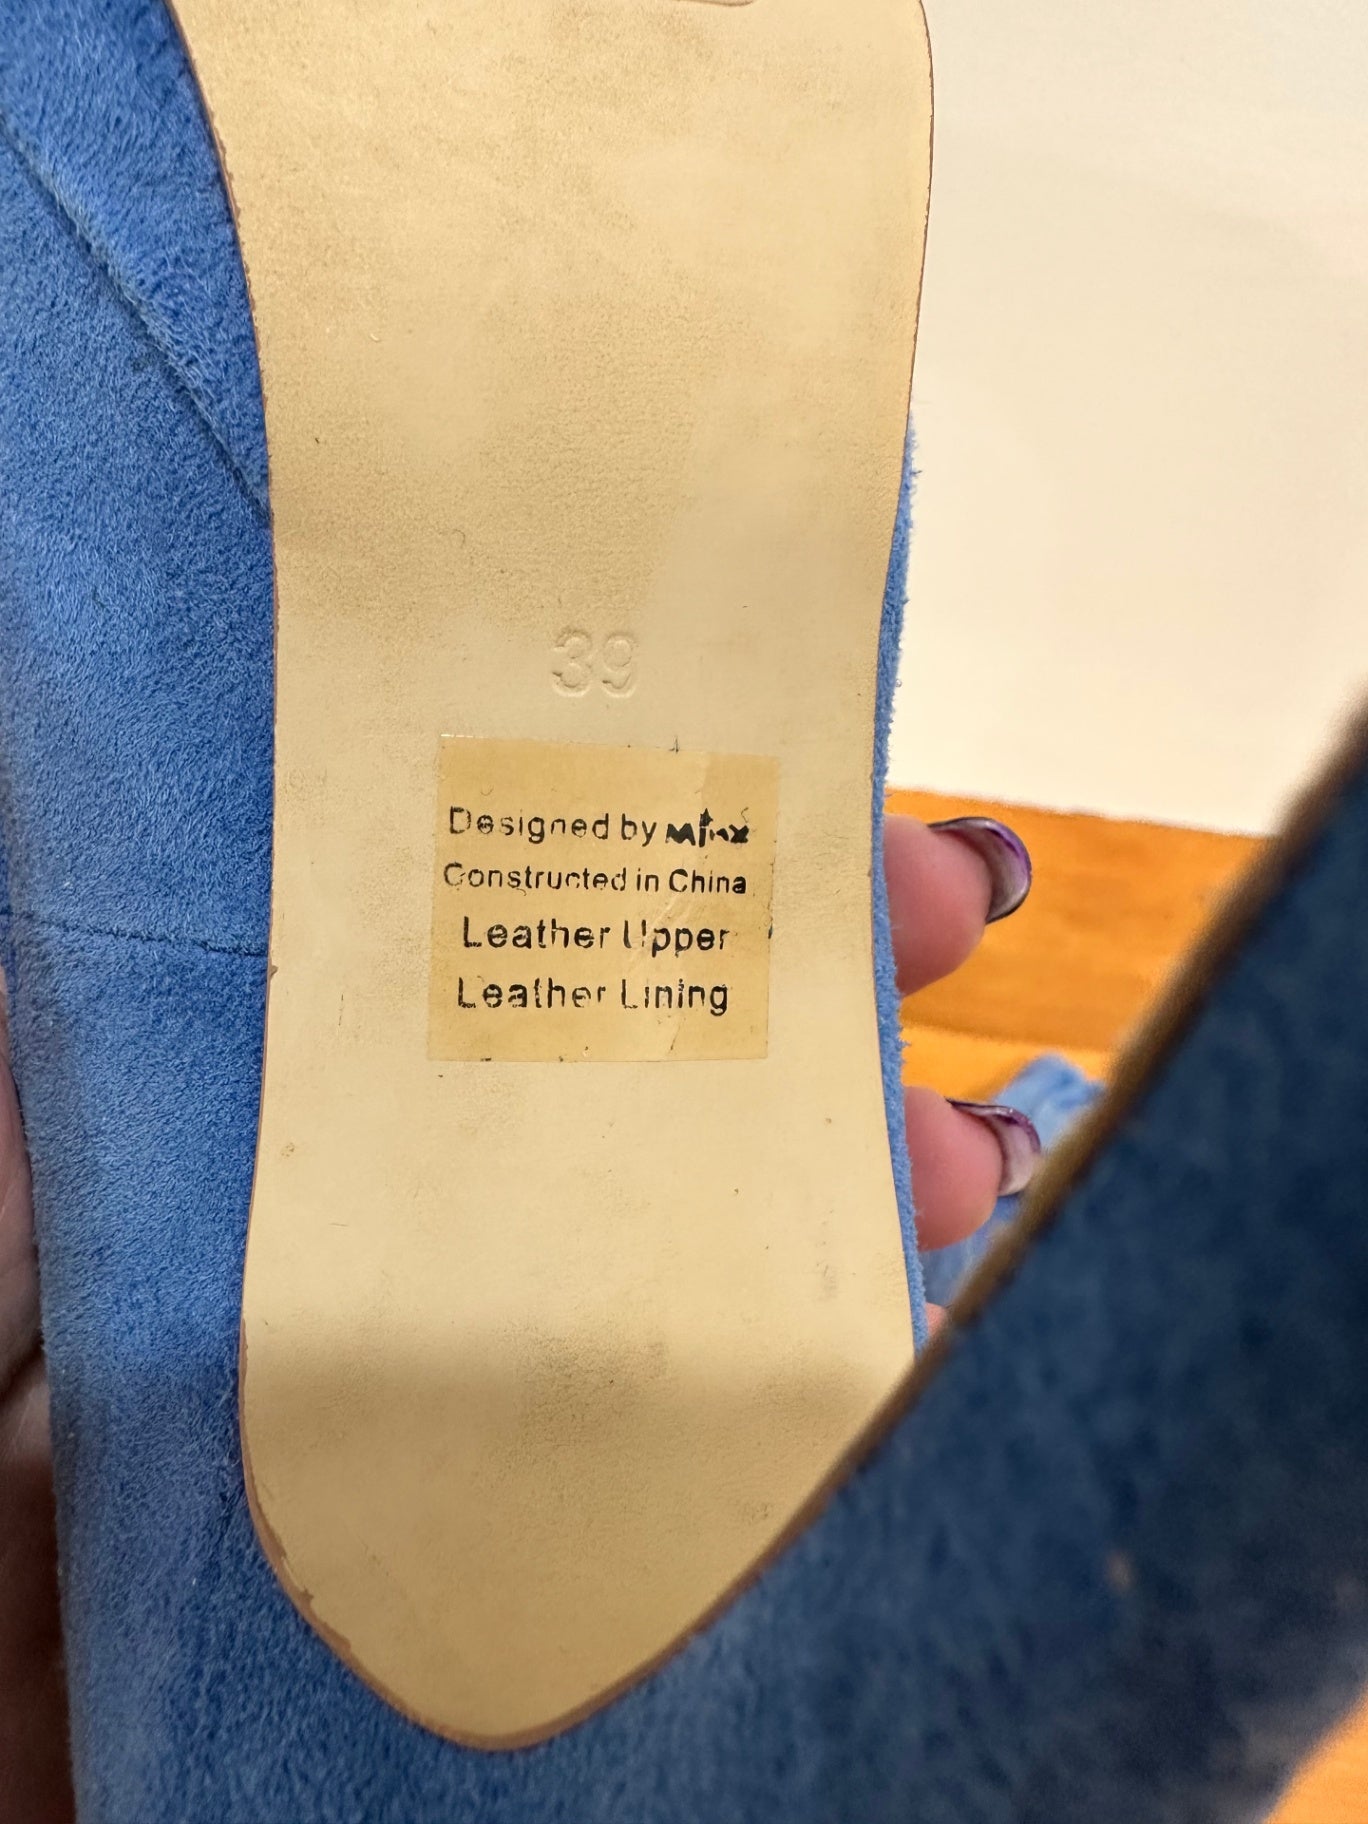 39
Designed by Minx
Constructed in China
Leather Upper
Leather Lining